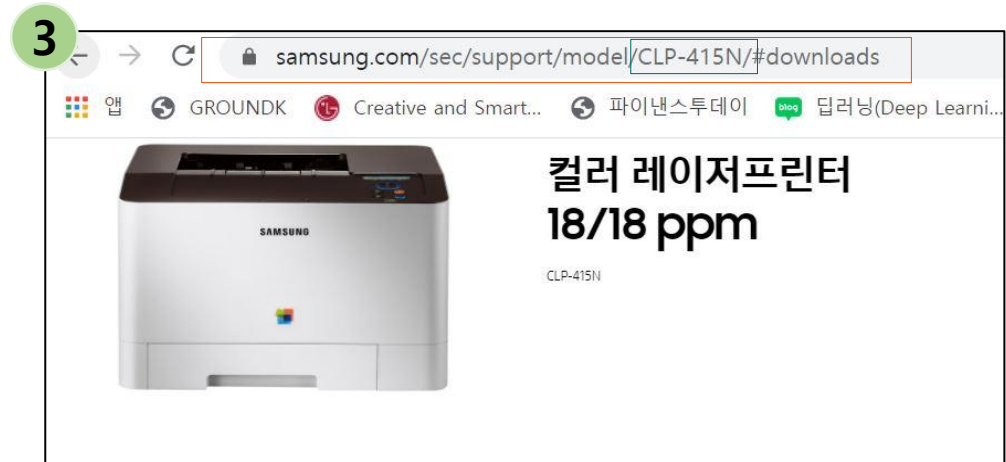 3
samsung.com/sec/support/model/CLP-415N/#downloads
앱 GROUNDK Creative and Smart... 파이낸스투데이 blog 딥러닝(Deep Learni...
컬러 레이저프린터
18/18 ppm
SAMSUNG
CLP-415N